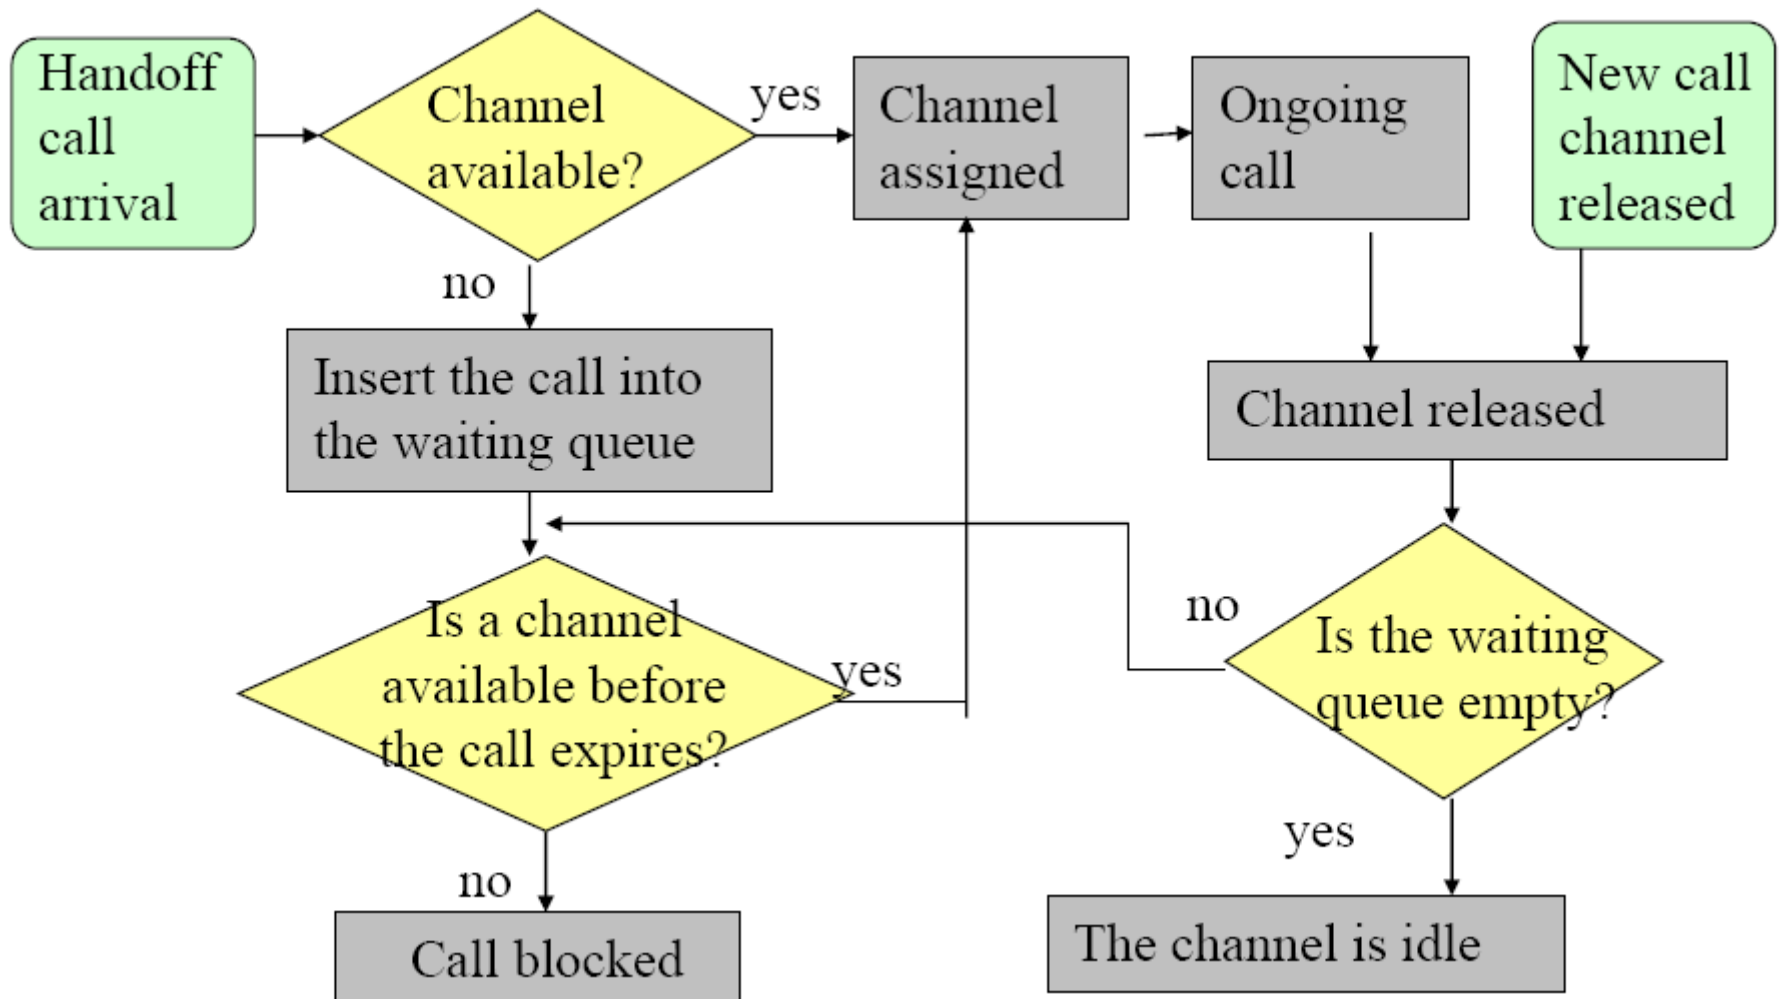 Handoff
call
arrival
Channel
available?
yes
Channel
assigned
Ongoing
call
New call
channel
released
no
Insert the call into
the waiting queue
Channel released
Is a channel
available before
the call expires?
yes
no
Is the waiting
queue empty?
no
Call blocked
yes
The channel is idle